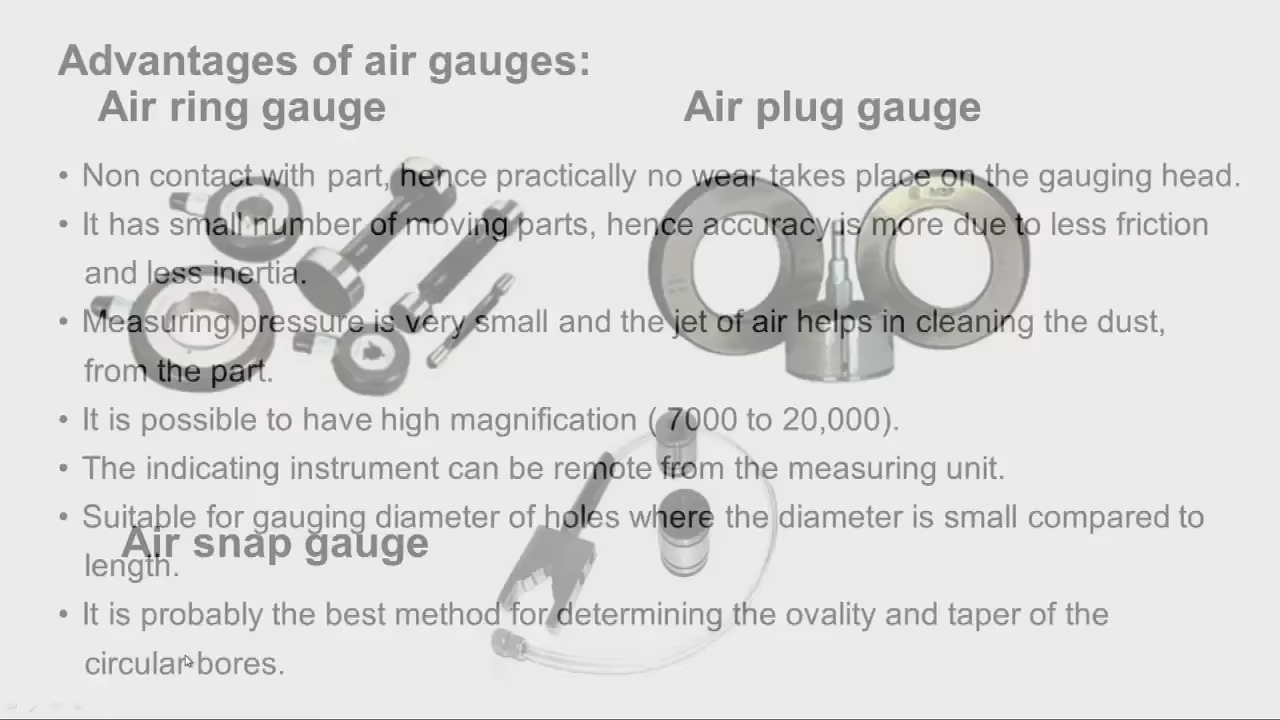 Advantages of air gauges:
Air ring gauge
Air plug gauge
• Non contact with part, hence practically no wear takes place on the gauging head.
• It has small number of moving parts, hence accuracy is more due to less friction
and less inertia.
• Measuring pressure is very small and the jet of air helps in cleaning the dust,
from the part.
• It is possible to have high magnification ( 7000 to 20,000).
• The indicating instrument can be remote from the measuring unit.
• Suitable for gauging diameter of holes where the diameter is small compared to
Air snap gauge
length.
• It is probably the best method for determining the ovality and taper of the
circular bores.